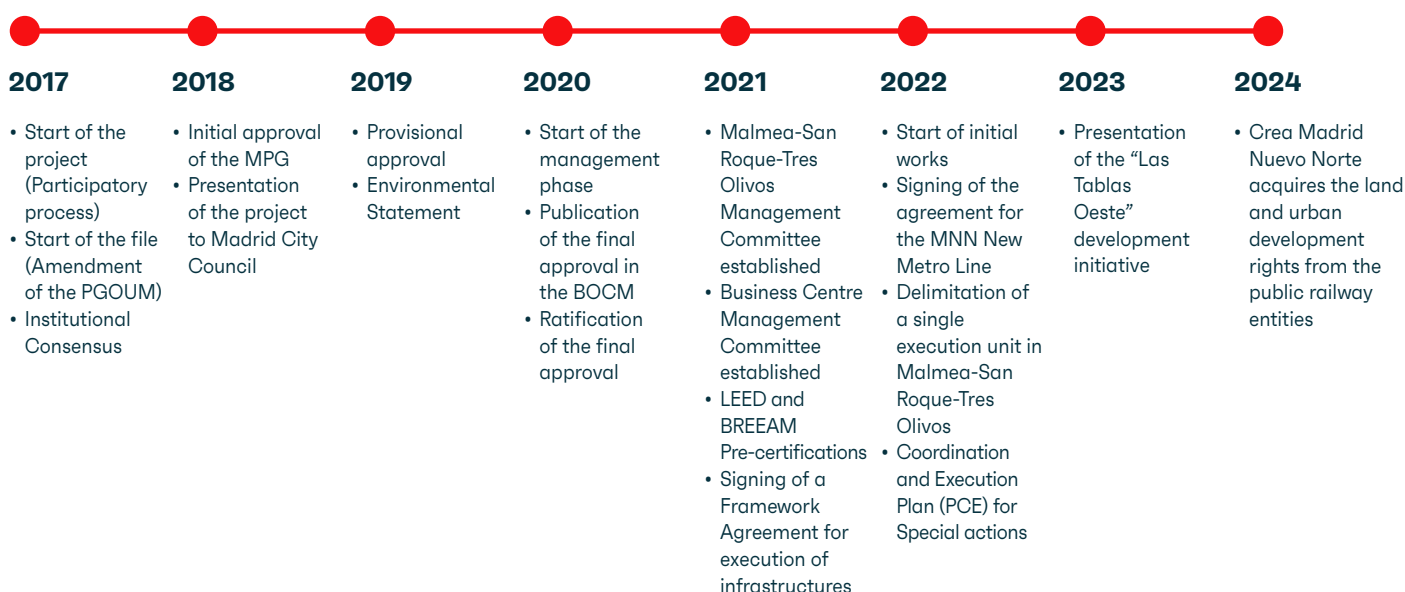 2017
• Start of the
project
(Participatory
process)
• Start of the file
(Amendment
of the PGOUM)
• Institutional
Consensus
2018
• Initial approval
of the MPG
• Presentation
of the project
to Madrid City
Council
2019
• Provisional
approval
• Environmental
Statement
2020
• Start of the
management
phase
• Publication
of the final
approval in
the BOCM
• Ratification
of the final
approval
2021
• Malmea-San
Roque-Tres
Olivos
Management
Committee
established
• Business Centre
Management
Committee
established
• LEED and
BREEAM
Pre-certifications
• Signing of a
Framework
Agreement for
execution of
infrastructures
2022
• Start of initial
works
• Signing of the
agreement for
the MNN New
Metro Line
• Delimitation of
a single
execution unit in
Malmea-San
Roque-Tres
Olivos
• Coordination
and Execution
Plan (PCE) for
Special actions
2023
• Presentation
of the “Las
Tablas
Oeste”
development
initiative
2024
• Crea Madrid
Nuevo Norte
acquires the land
and urban
development
rights from the
public railway
entities